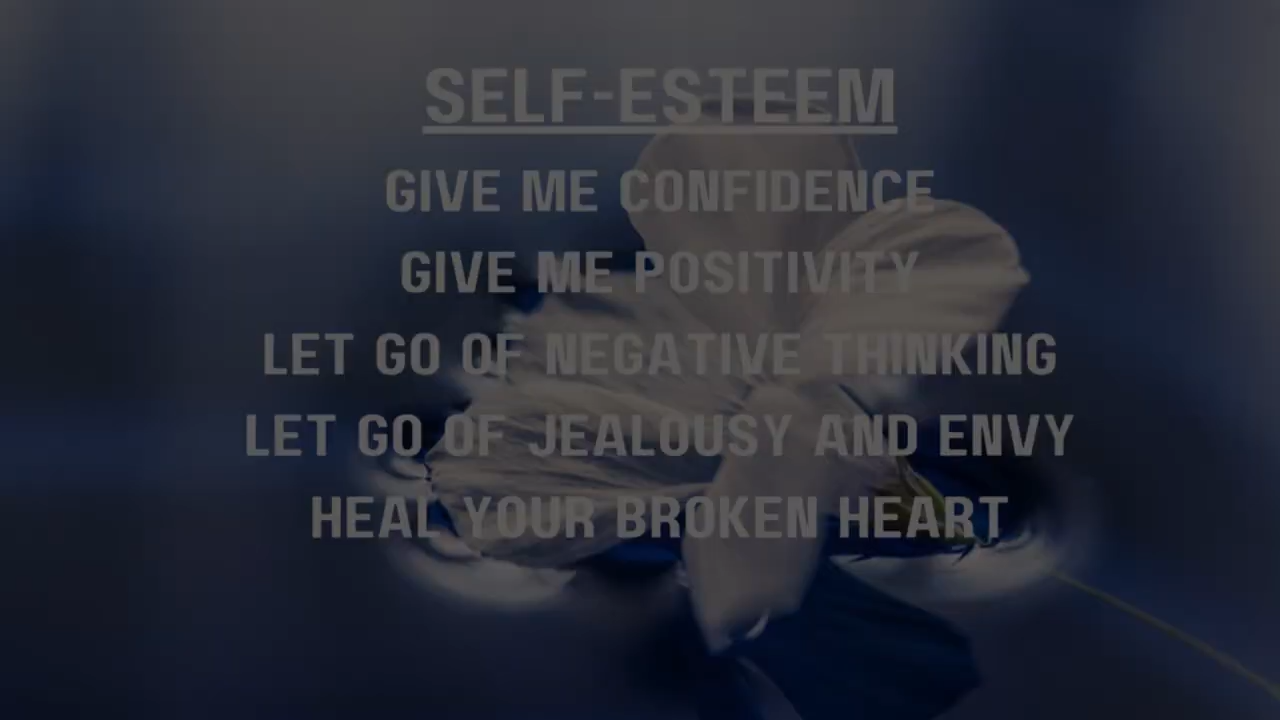 SELF-ESTEEM
GIVE ME CONFIDENCE
GIVE ME POSITIVITY
LET GO OF NEGATIVE THINKING
LET GO OF JEALOUSY AND ENVY
HEAL YOUR BROKEN HEART